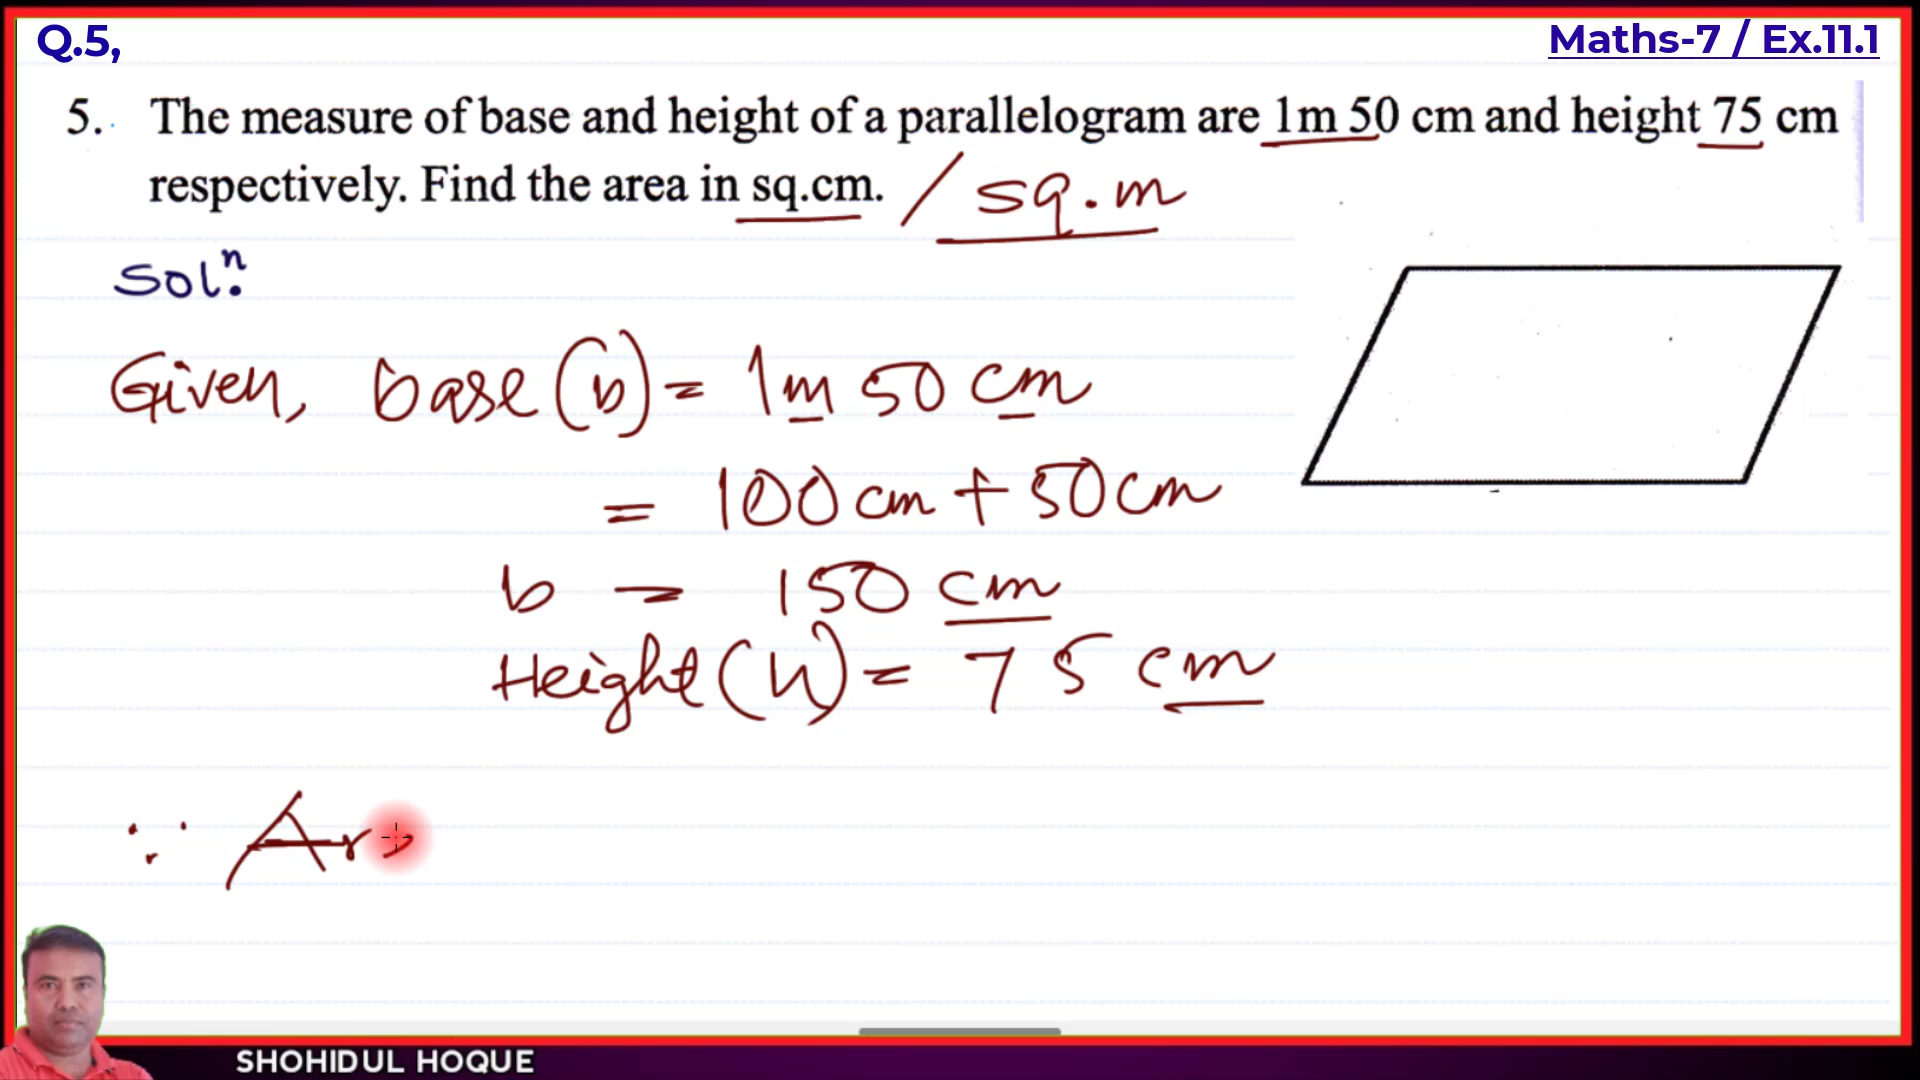 Q.5,
Maths-7 / Ex.11.1
5. The measure of base and height of a parallelogram are 1m 50 cm and height 75 cm
respectively. Find the area in sq.cm. / sq.m
Solⁿ.
Given, base (b) = 1m 50 cm
= 100 cm + 50 cm
b = 150 cm
Height (h) = 75 cm
∵ Ar
SHOHIDUL HOQUE